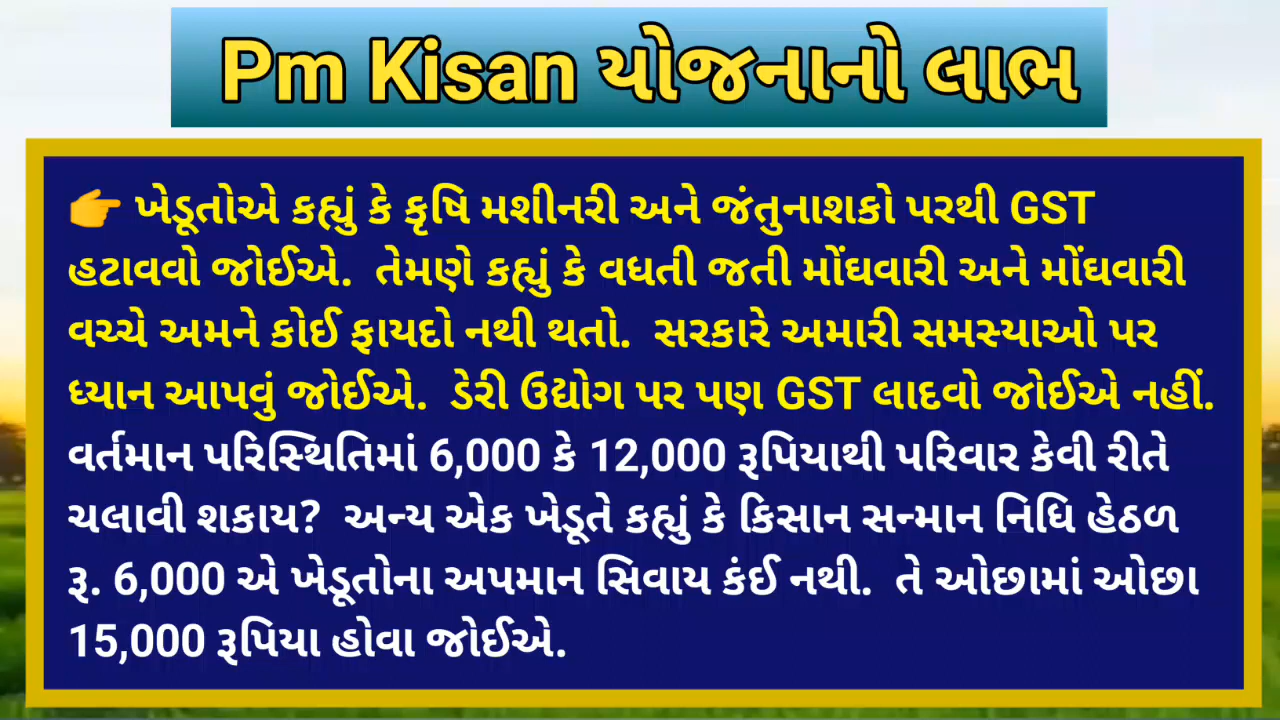 Pm Kisan યોજનાનો લાભ
👉 ખેડૂતોએ કહ્યું કે કૃષિ મશીનરી અને જંતુનાશકો પરથી GST
હટાવવો જોઈએ. તેમણે કહ્યું કે વધતી જતી મોંઘવારી અને મોંઘવારી
વચ્ચે અમને કોઈ ફાયદો નથી થતો. સરકારે અમારી સમસ્યાઓ પર
ધ્યાન આપવું જોઈએ. ડેરી ઉદ્યોગ પર પણ GST લાદવો જોઈએ નહીં.
વર્તમાન પરિસ્થિતિમાં 6,000 કે 12,000 રૂપિયાથી પરિવાર કેવી રીતે
ચલાવી શકાય? અન્ય એક ખેડૂતે કહ્યું કે કિસાન સન્માન નિધિ હેઠળ
રૂ. 6,000 એ ખેડૂતોના અપમાન સિવાય કંઈ નથી. તે ઓછામાં ઓછા
15,000 રૂપિયા હોવા જોઈએ.